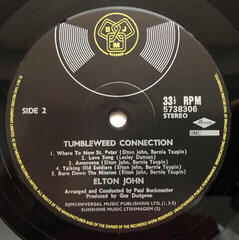 DJM
SIDE 2
33⅓ RPM
5738306
STEREO
UMC
TUMBLEWEED CONNECTION
1. Where To Now St. Peter (Elton John, Bernie Taupin)
2. Love Song (Lesley Duncan)
3. Amoreena (Elton John, Bernie Taupin)
4. Talking Old Soldiers (Elton John, Bernie Taupin)
5. Burn Down The Mission (Elton John, Bernie Taupin)
ELTON JOHN
Arranged and Conducted by Paul Buckmaster
Produced by Gus Dudgeon
DJM/UNIVERSAL MUSIC PUBLISHING LTD. (1,3-5)
SUNSHINE MUSIC LTD/IMAGEM (2)